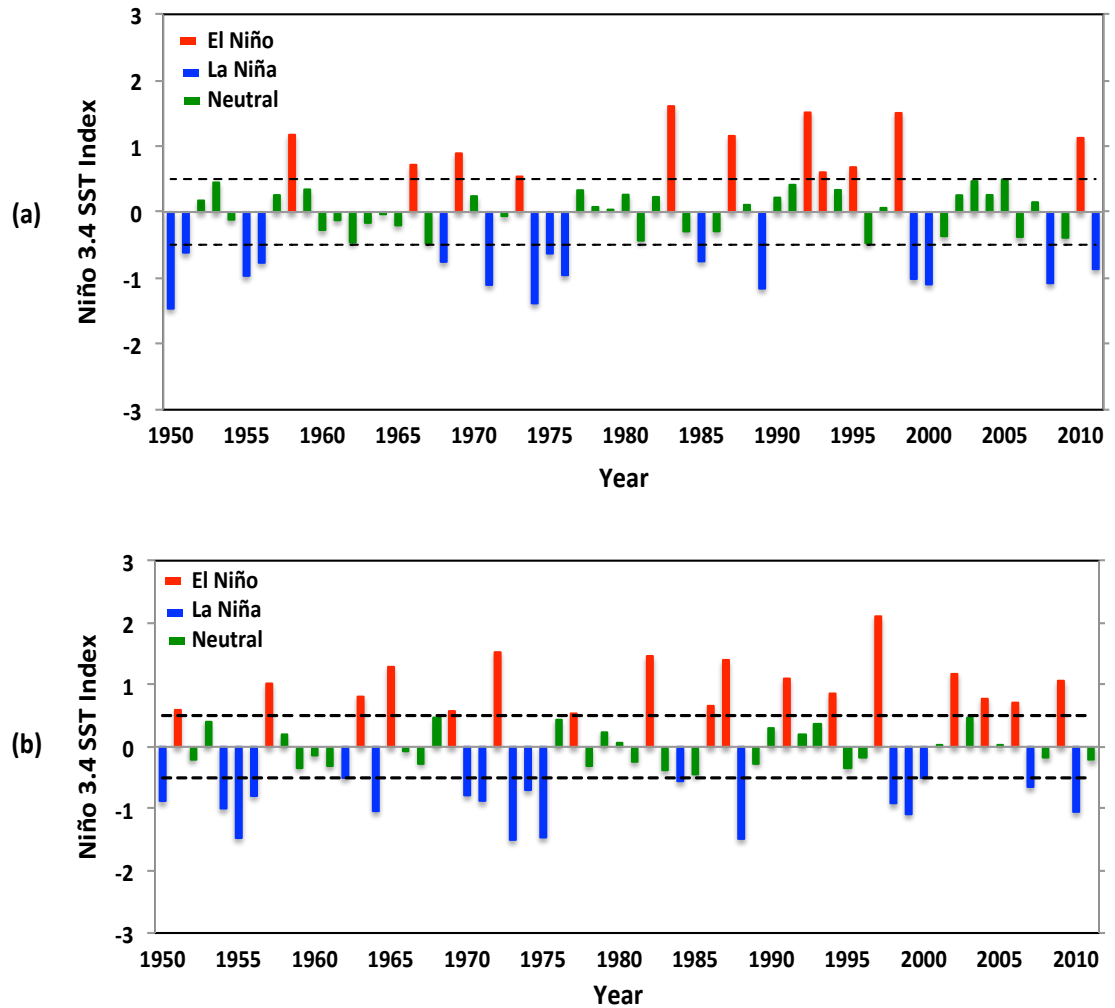 (a)
Niño 3.4 SST Index
3
2
1
0
-1
-2
-3
El Niño
La Niña
Neutral
1950 1955 1960 1965 1970 1975 1980 1985 1990 1995 2000 2005 2010
Year
(b)
Niño 3.4 SST Index
3
2
1
0
-1
-2
-3
El Niño
La Niña
Neutral
1950 1955 1960 1965 1970 1975 1980 1985 1990 1995 2000 2005 2010
Year